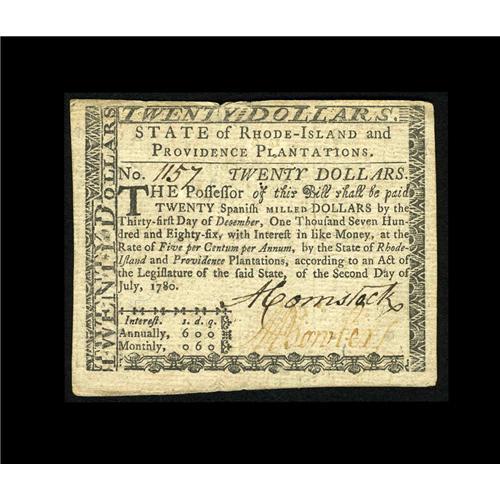 TWENTY DOLLARS.
TWENTY DOLLARS
STATE of RHODE-ISLAND and
PROVIDENCE PLANTATIONS.
No. 1157 TWENTY DOLLARS.
THE Poſſeſſor of this Bill ſhall be paid
TWENTY Spaniſh MILLED DOLLARS by the
Thirty-firſt Day of December, One Thouſand Seven Hun
dred and Eighty-ſix, with Intereſt in like Money, at the
Rate of Five per Centum per Annum, by the State of Rhode-
Iſland and Providence Plantations, according to an Act of
the Legiſlature of the ſaid State, of the Second Day of
July, 1780.
A Comstock
Intereſt. s. d. q.
Annually, 6 0 0
Monthly, 0 6 0